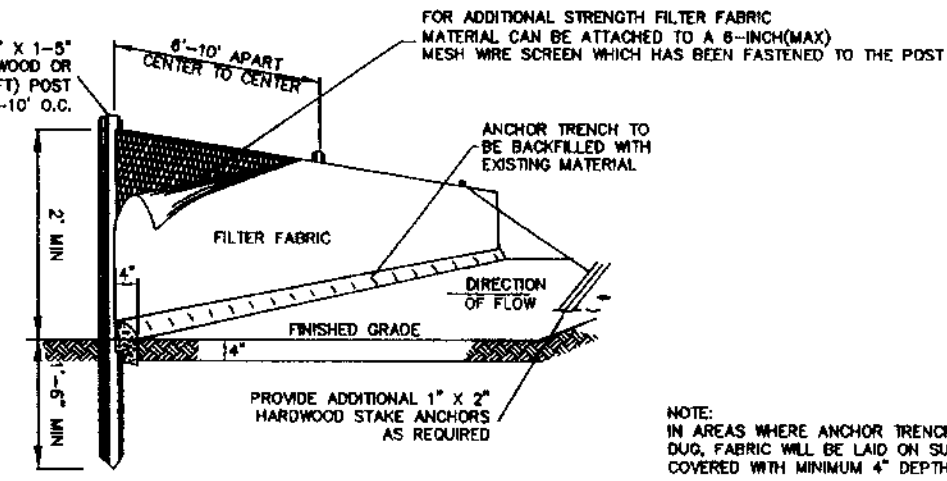 FOR ADDITIONAL STRENGTH FILTER FABRIC
MATERIAL CAN BE ATTACHED TO A 6-INCH(MAX)
MESH WIRE SCREEN WHICH HAS BEEN FASTENED TO THE POST
" X 1-5"
WOOD OR
FT) POST
-10' O.C.
6'-10' APART
CENTER TO CENTER
ANCHOR TRENCH TO
BE BACKFILLED WITH
EXISTING MATERIAL
2' MIN
FILTER FABRIC
4"
DIRECTION
OF FLOW
FINISHED GRADE
4"
1'-6" MIN
PROVIDE ADDITIONAL 1" X 2"
HARDWOOD STAKE ANCHORS
AS REQUIRED
NOTE:
IN AREAS WHERE ANCHOR TRENCH
DUG, FABRIC WILL BE LAID ON
COVERED WITH MINIMUM 4" DEPTH